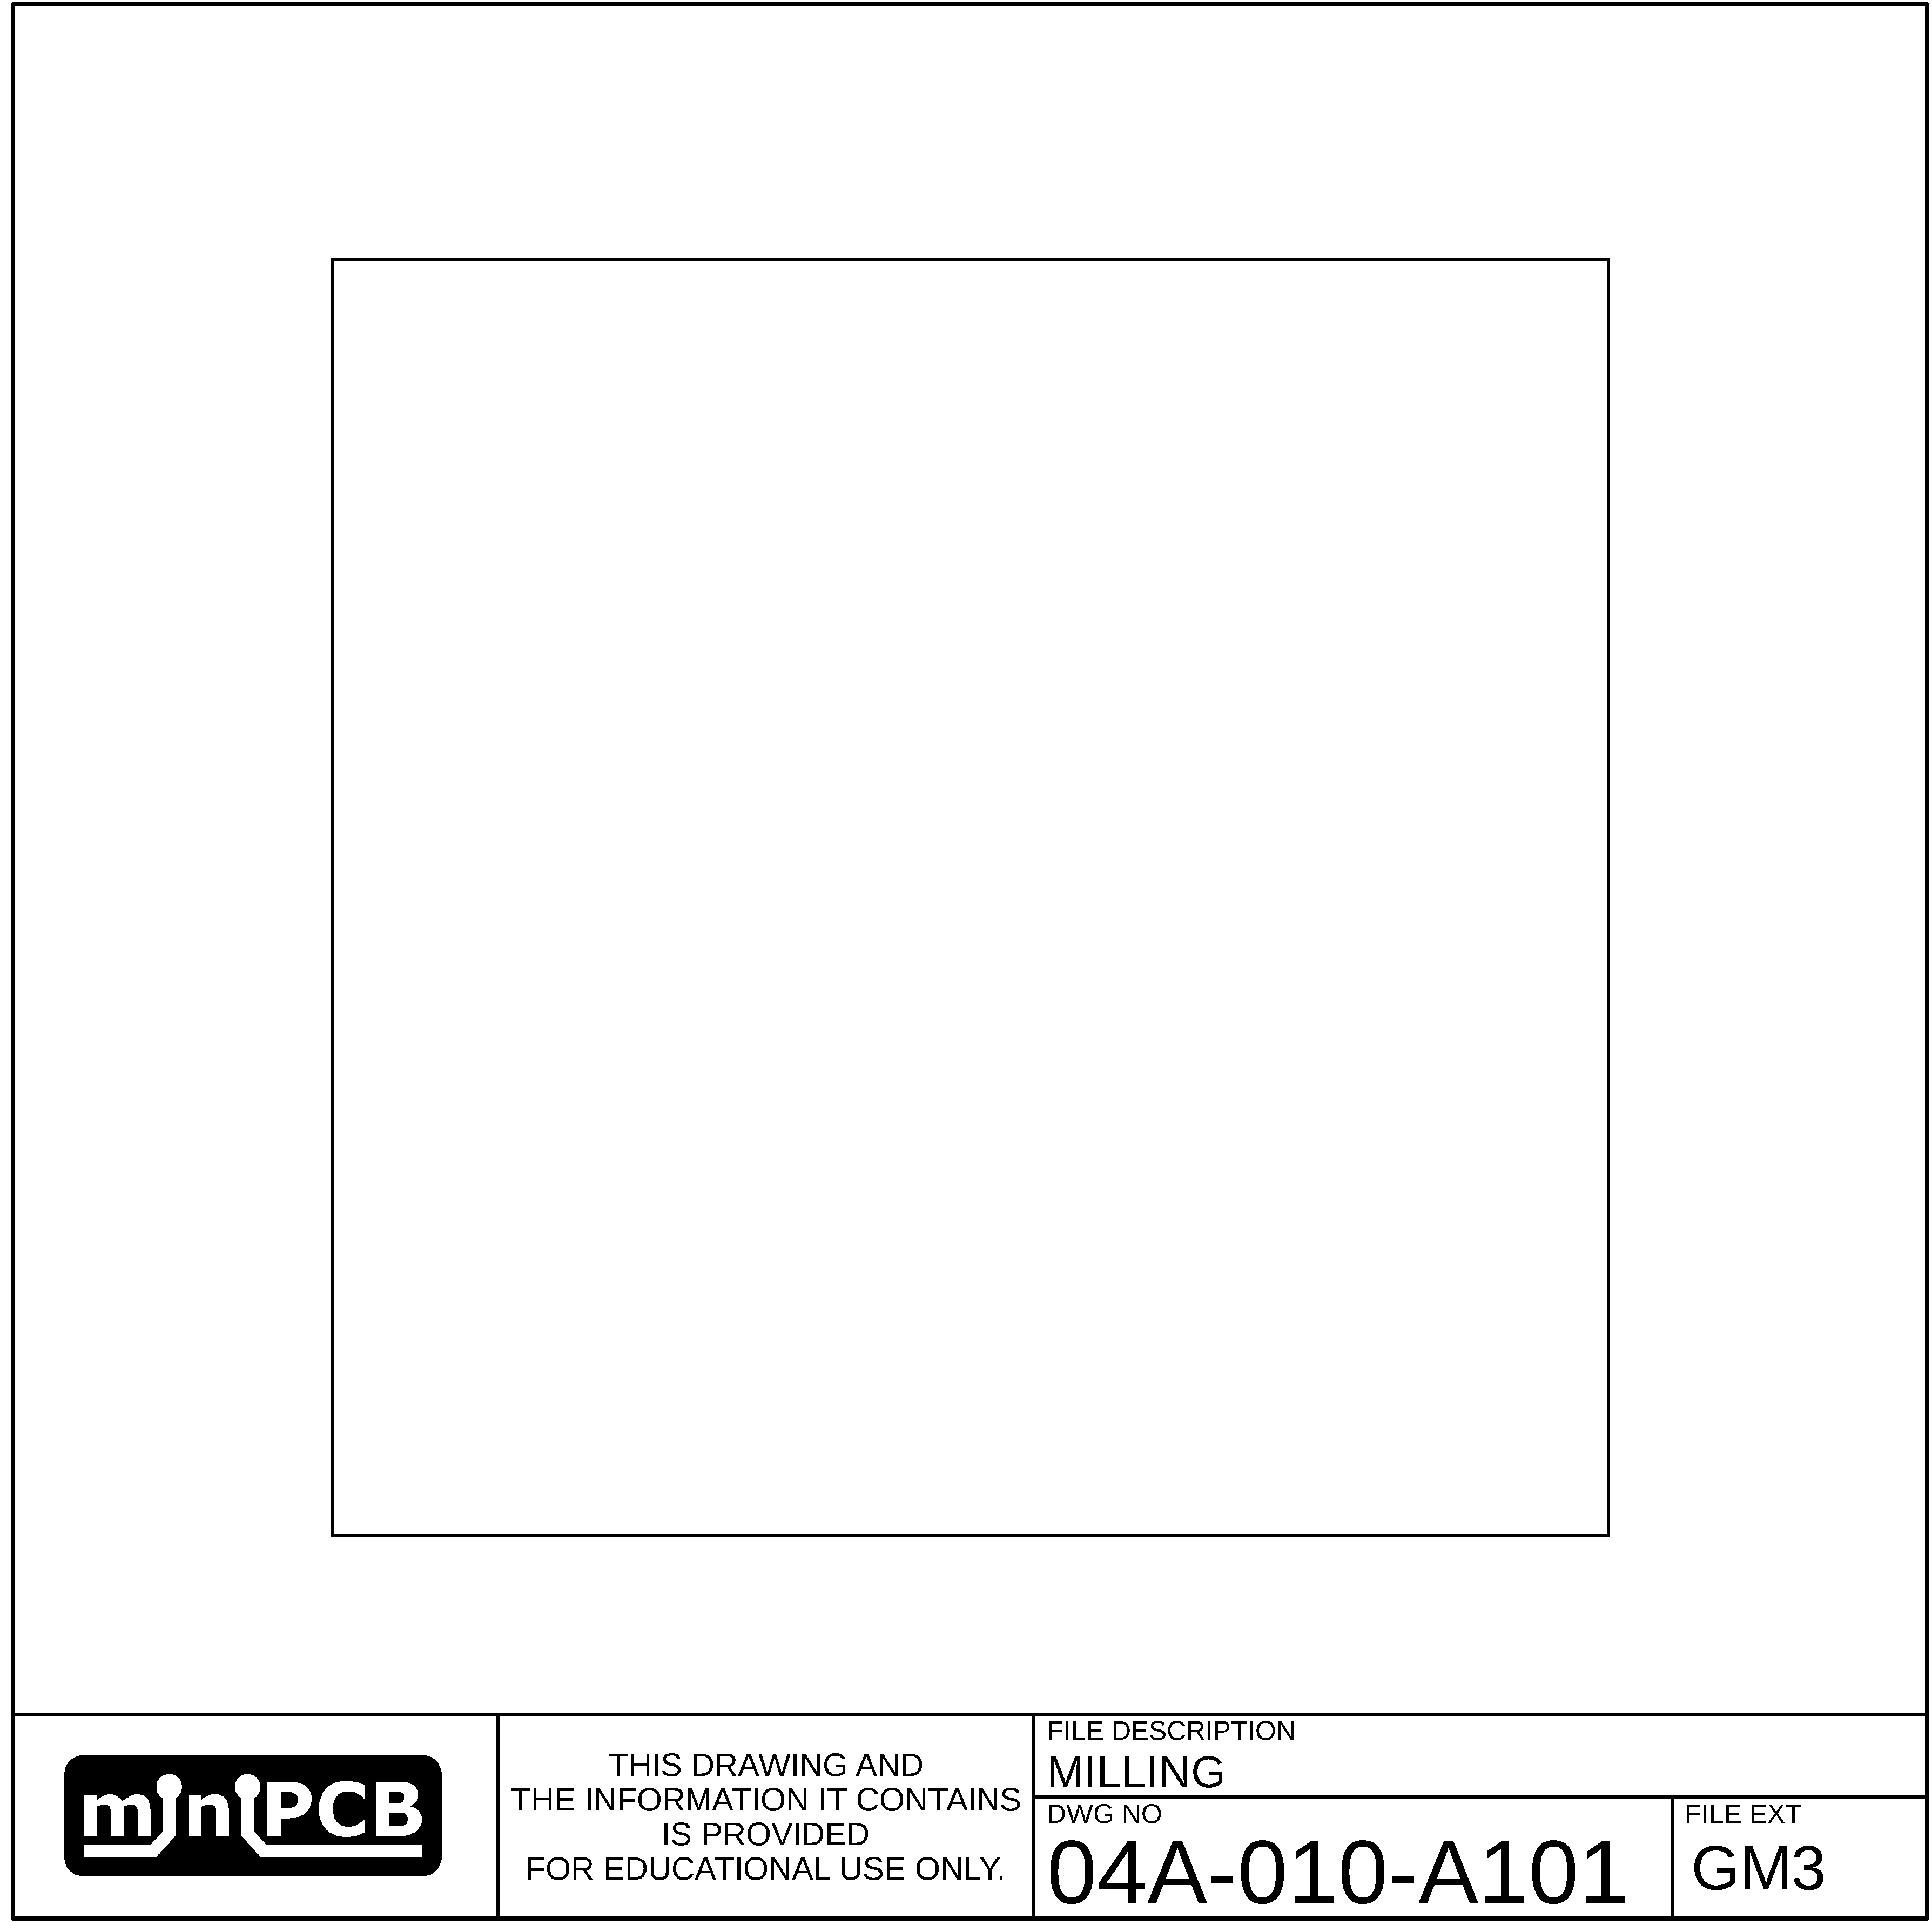 miniPCB
THIS DRAWING AND
THE INFORMATION IT CONTAINS
IS PROVIDED
FOR EDUCATIONAL USE ONLY.
FILE DESCRIPTION
MILLING
DWG NO
04A-010-A101
FILE EXT
GM3